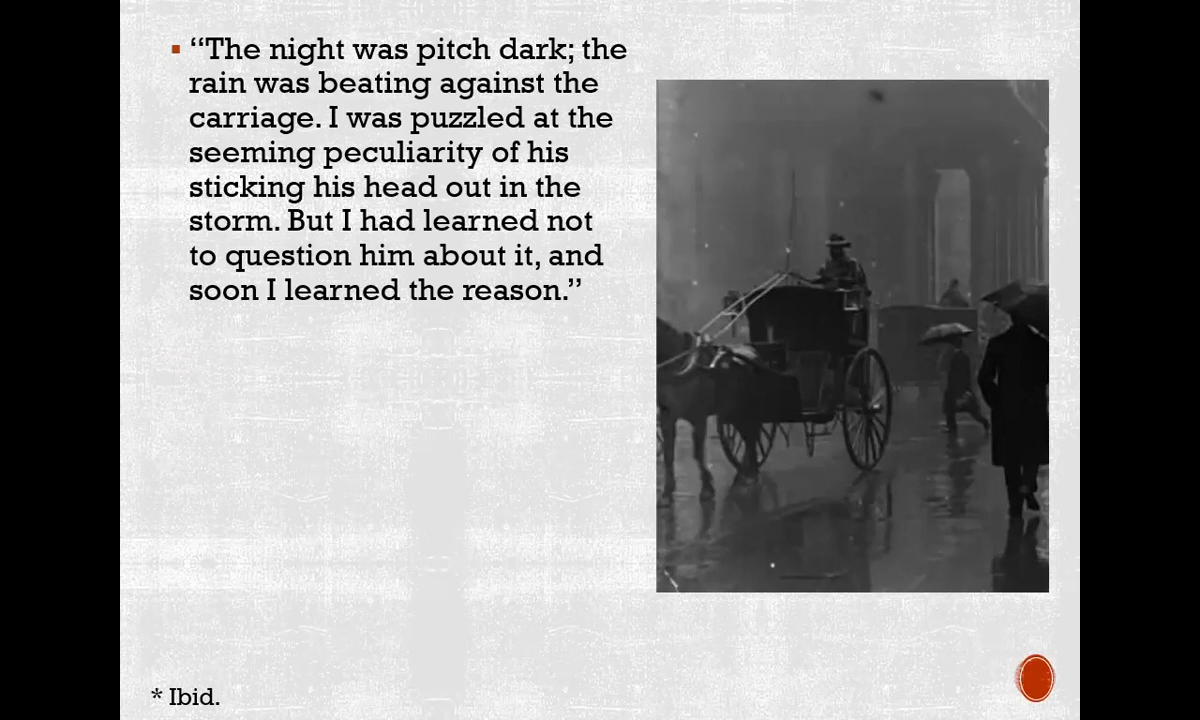 “The night was pitch dark; the
rain was beating against the
carriage. I was puzzled at the
seeming peculiarity of his
sticking his head out in the
storm. But I had learned not
to question him about it, and
soon I learned the reason.”
* Ibid.